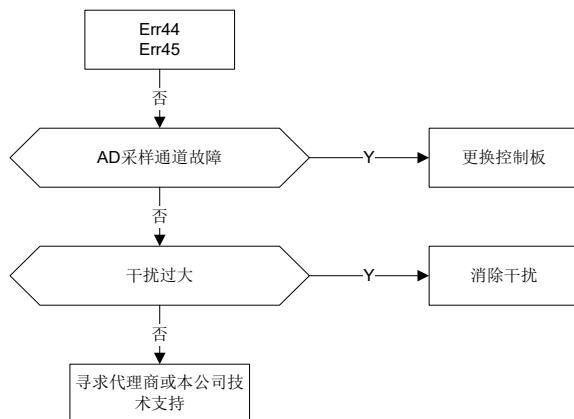 Err44
Err45
否
AD采样通道故障
Y
更换控制板
否
干扰过大
Y
消除干扰
否
寻求代理商或本公司技
术支持